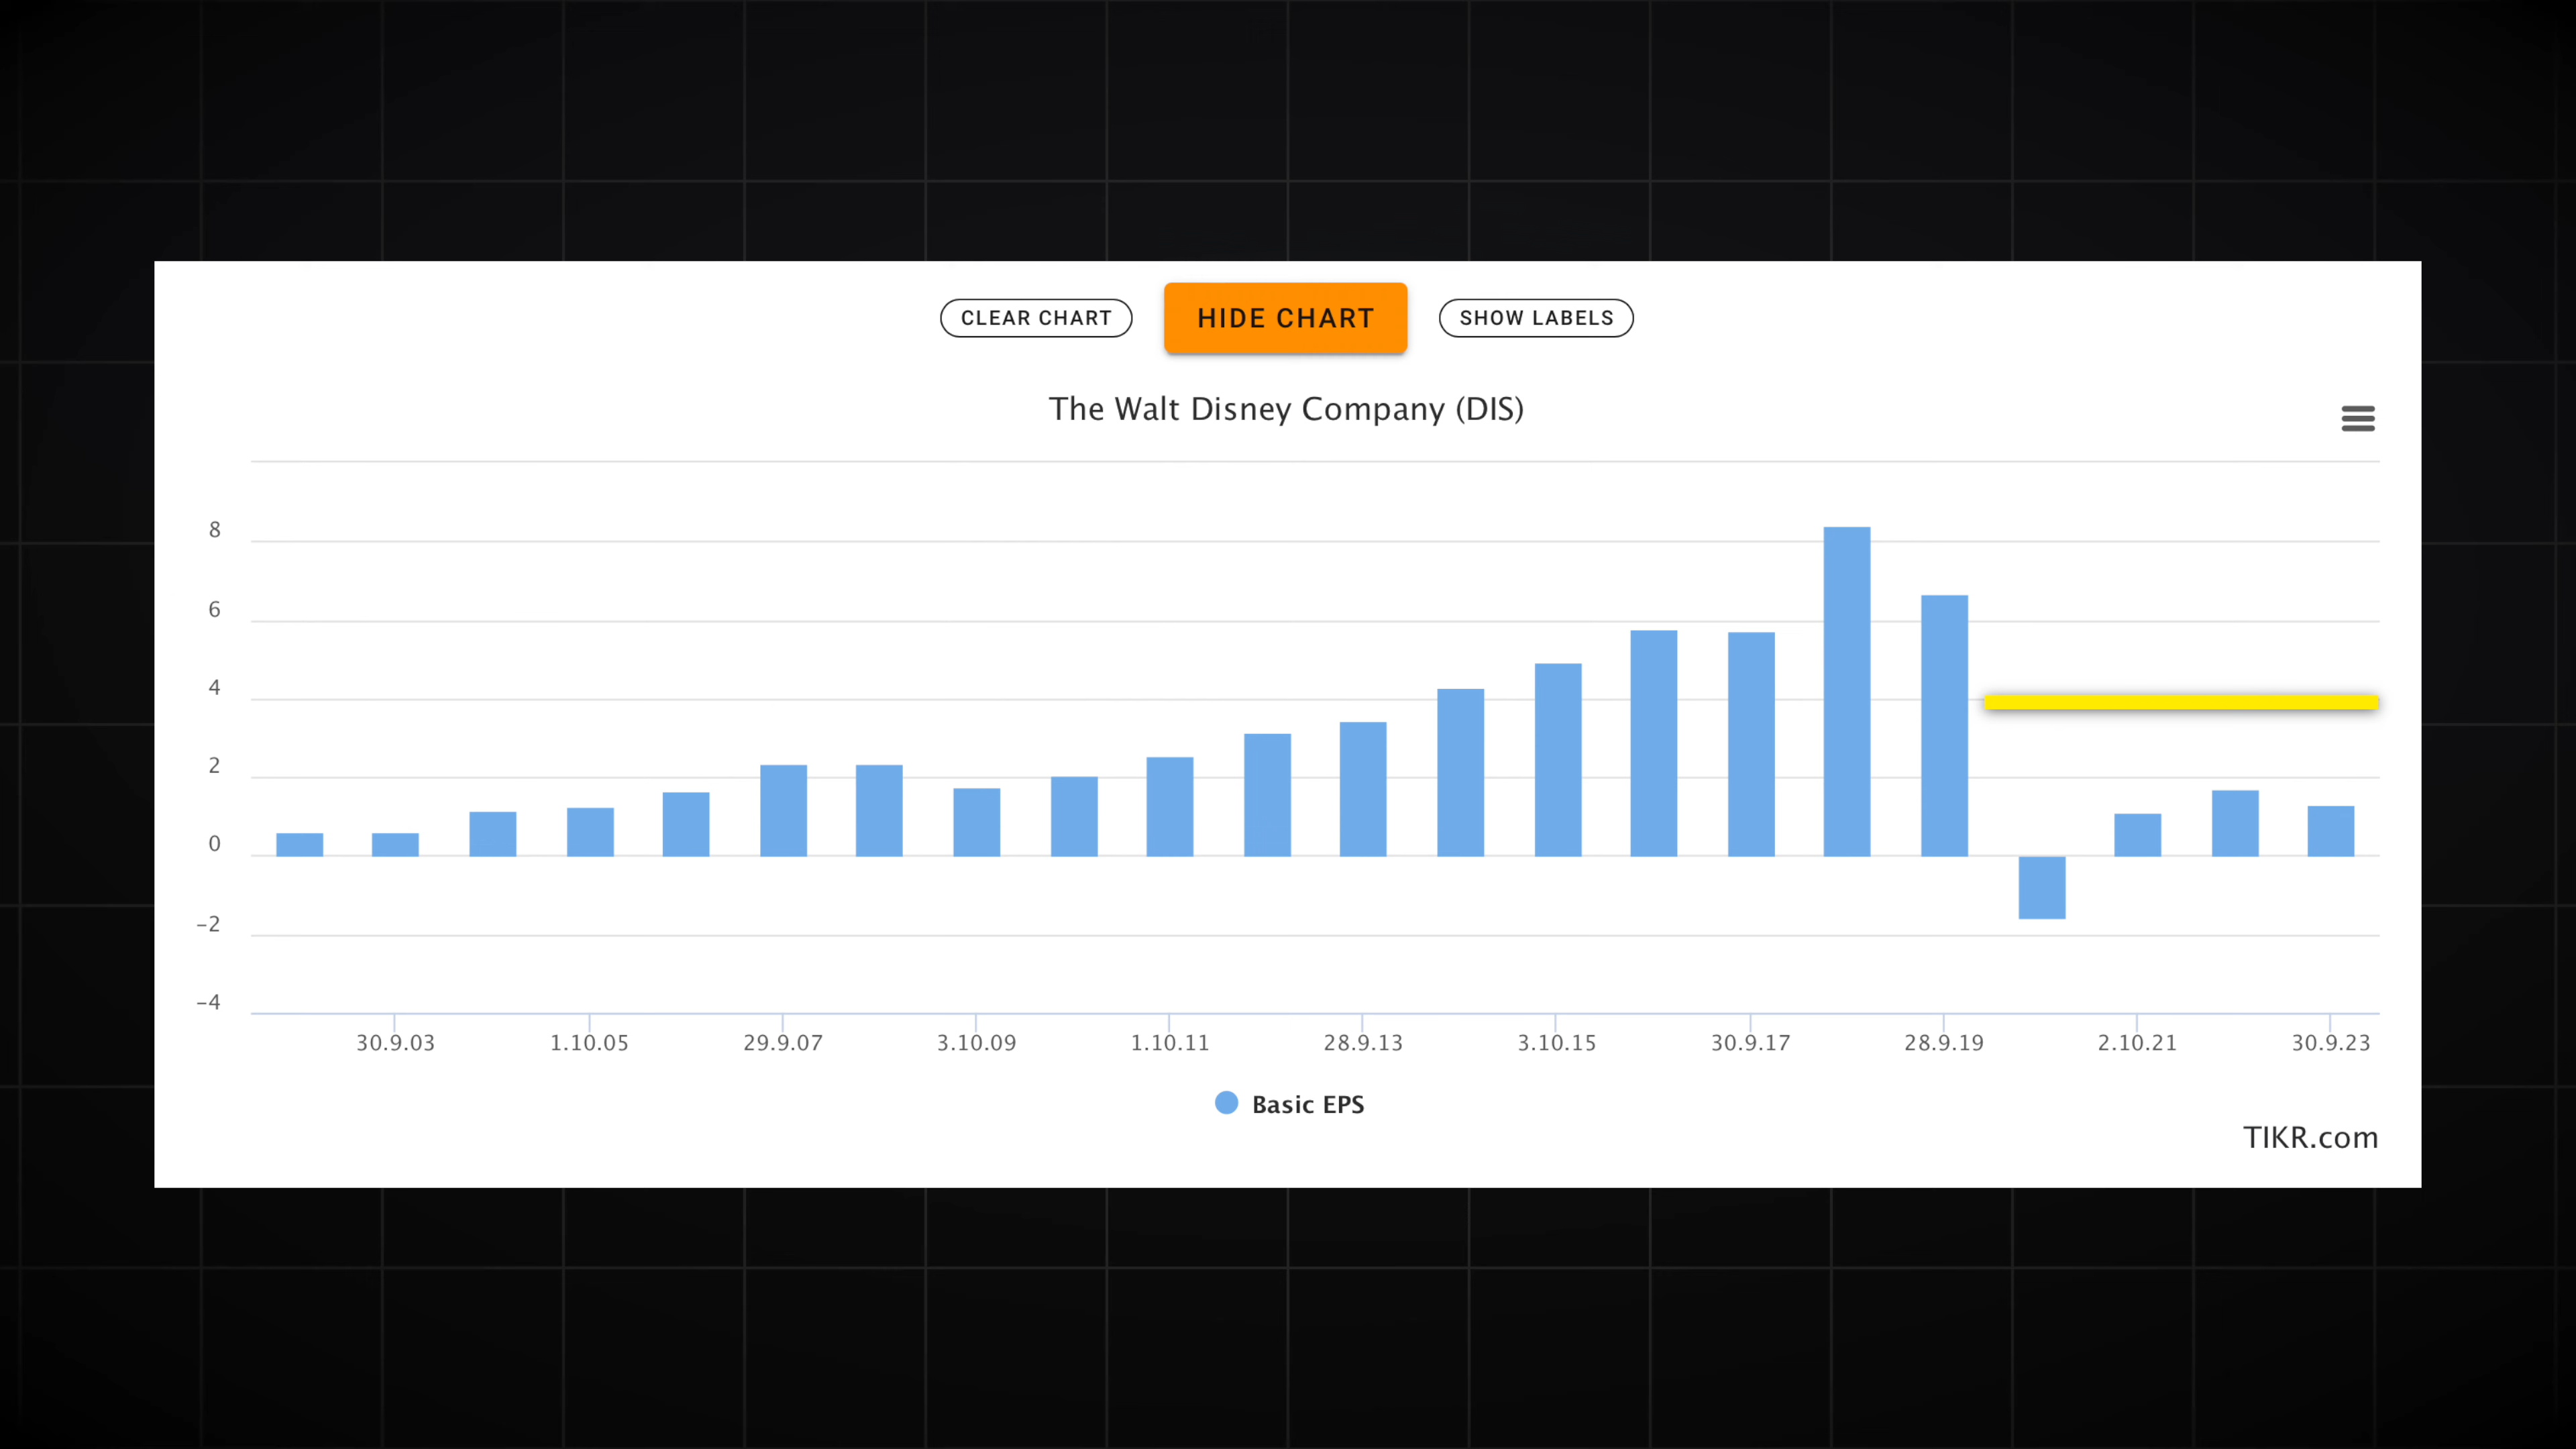 CLEAR CHART HIDE CHART SHOW LABELS
The Walt Disney Company (DIS)
8
6
4
2
0
-2
-4
30.9.03 1.10.05 29.9.07 3.10.09 1.10.11 28.9.13 3.10.15 30.9.17 28.9.19 2.10.21 30.9.23
Basic EPS
TIKR.com